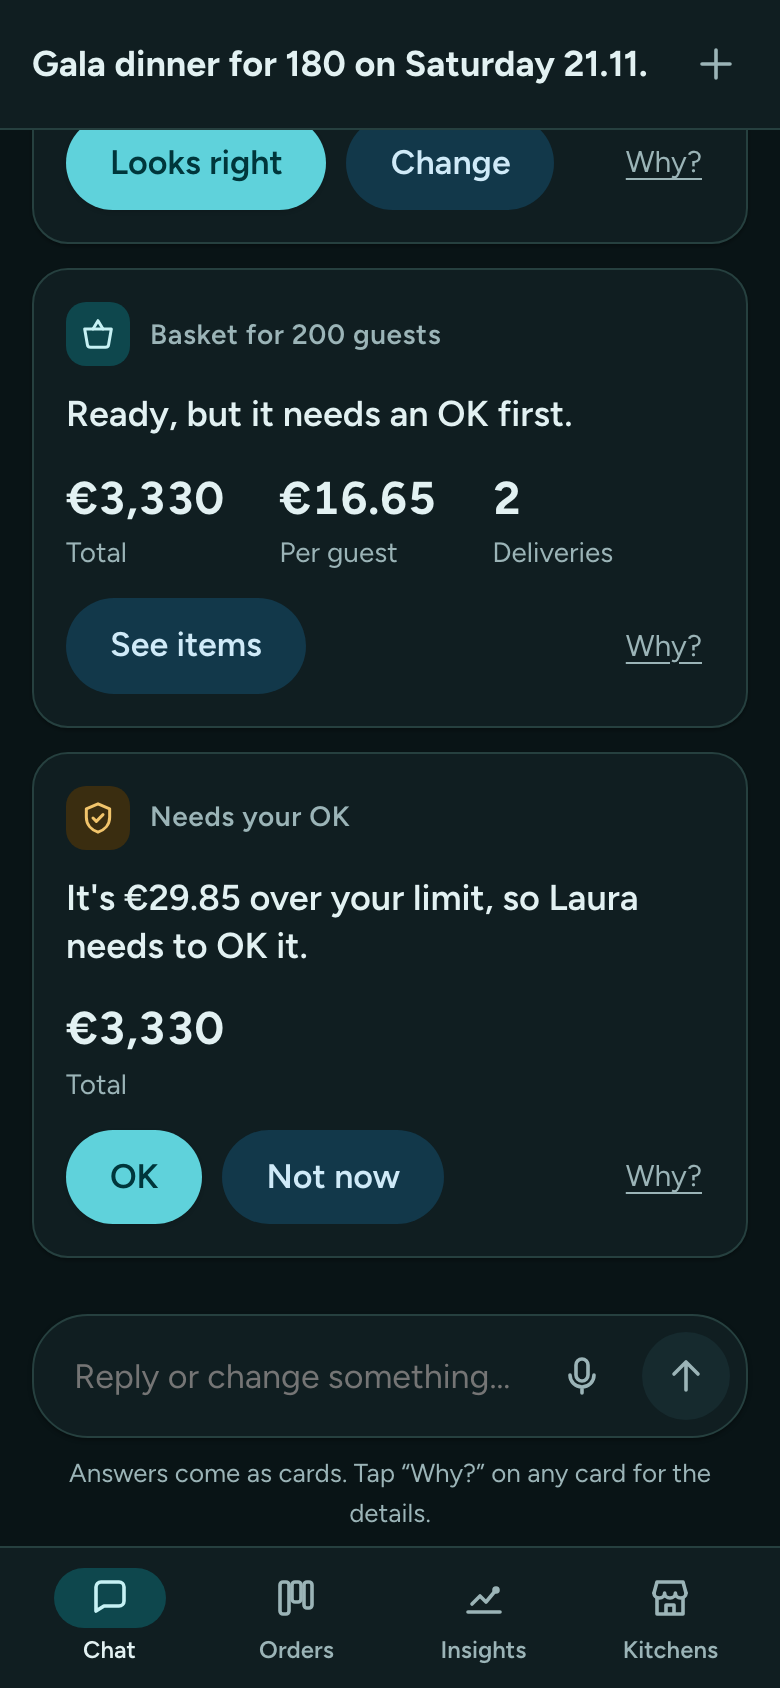 Gala dinner for 180 on Saturday 21.11.
Looks right
Change
Why?
Basket for 200 guests
Ready, but it needs an OK first.
€3,330
€16.65
2
Total
Per guest
Deliveries
See items
Why?
Needs your OK
It's €29.85 over your limit, so Laura
needs to OK it.
€3,330
Total
OK
Not now
Why?
Reply or change something...
Answers come as cards. Tap “Why?” on any card for the
details.
Chat
Orders
Insights
Kitchens